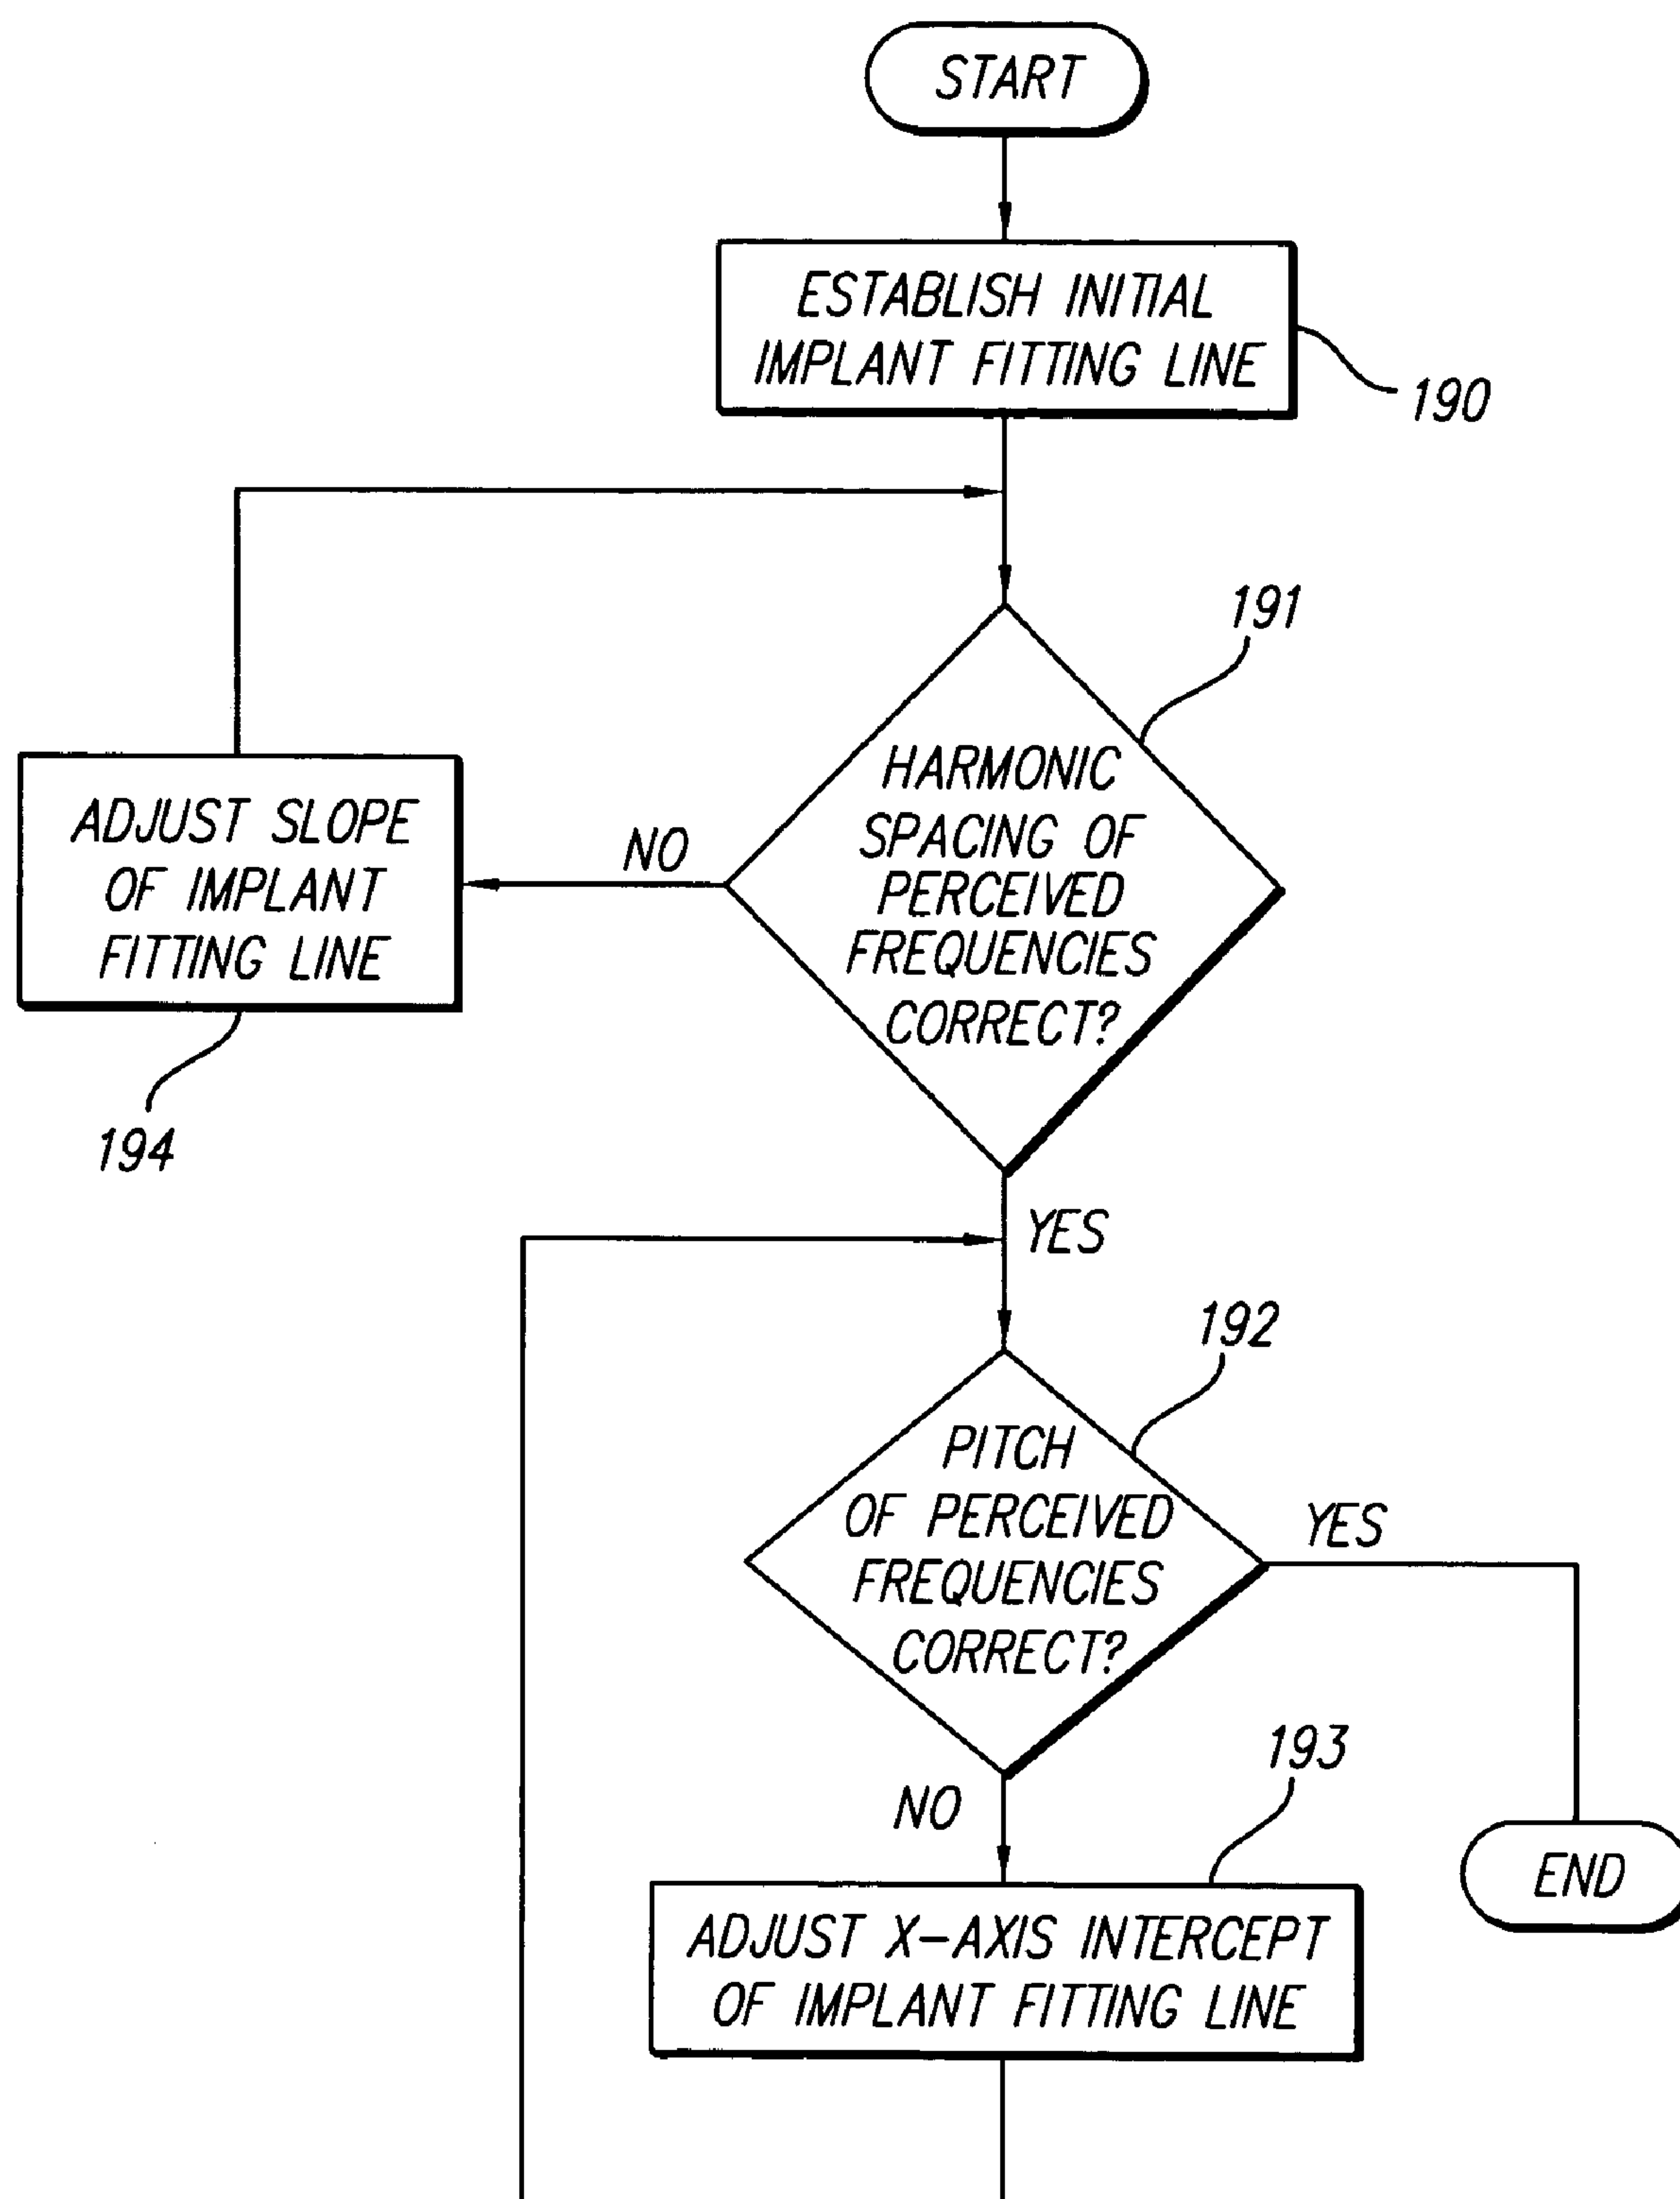 START
ESTABLISH INITIAL
IMPLANT FITTING LINE
190
191
HARMONIC
SPACING OF
PERCEIVED
FREQUENCIES
CORRECT?
NO
ADJUST SLOPE
OF IMPLANT
FITTING LINE
194
YES
192
PITCH
OF PERCEIVED
FREQUENCIES
CORRECT?
YES
NO
193
END
ADJUST X-AXIS INTERCEPT
OF IMPLANT FITTING LINE